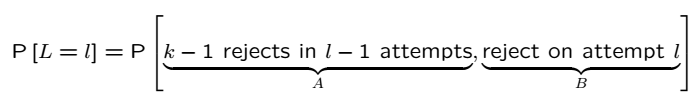 P [L = l] = P [k − 1 rejects in l − 1 attempts, reject on attempt l]
A B